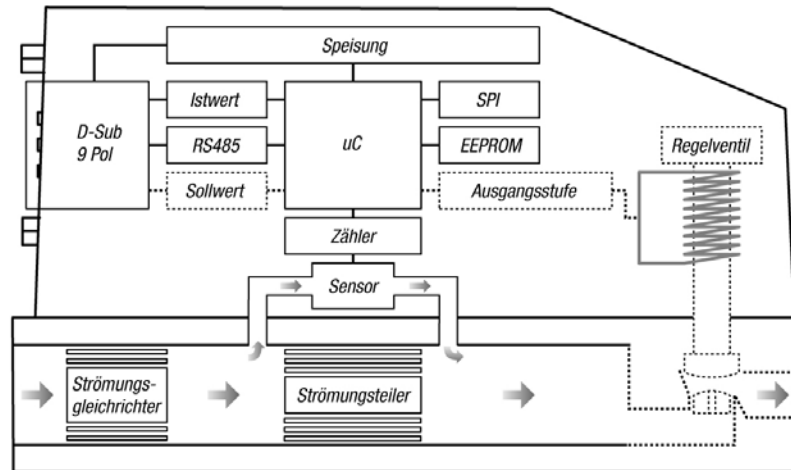 Speisung
D-Sub
9 Pol
Istwert
uC
SPI
RS485
EEPROM
Regelventil
Sollwert
Ausgangsstufe
Zähler
Sensor
Strömungs-
gleichrichter
Strömungsteiler